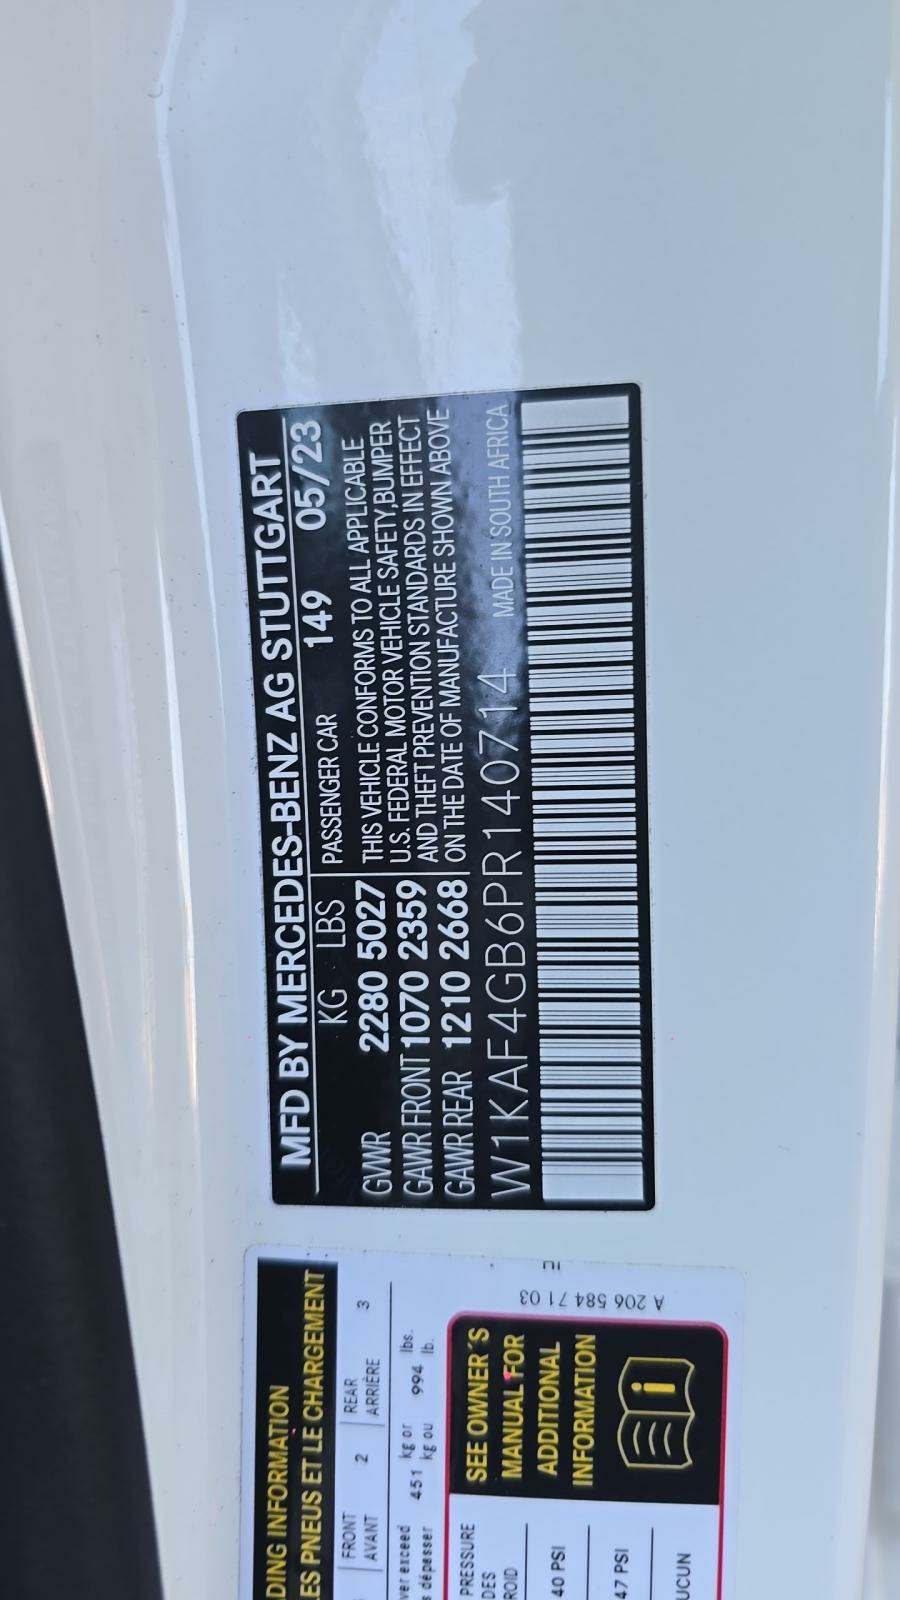 MFD BY MERCEDES-BENZ AG STUTTGART
KG LBS PASSENGER CAR 149 05/23
GVWR 2280 5027 THIS VEHICLE CONFORMS TO ALL APPLICABLE
U.S. FEDERAL MOTOR VEHICLE SAFETY,BUMPER
GAWR FRONT 1070 2359 AND THEFT PREVENTION STANDARDS IN EFFECT
GAWR REAR 1210 2668 ON THE DATE OF MANUFACTURE SHOWN ABOVE
W1KAF4GB6PR140714 MADE IN SOUTH AFRICA
INFORMATION
PNEUS ET LE CHARGEMENT
FRONT 2 REAR 3
AVANT ARRIÈRE
exceed 451 kg or 994 lbs.
dépasser kg ou lb.
PRESSURE
DES
40 PSI
47 PSI
SEE OWNER'S
MANUAL FOR
ADDITIONAL
INFORMATION
A 206 584 71 03